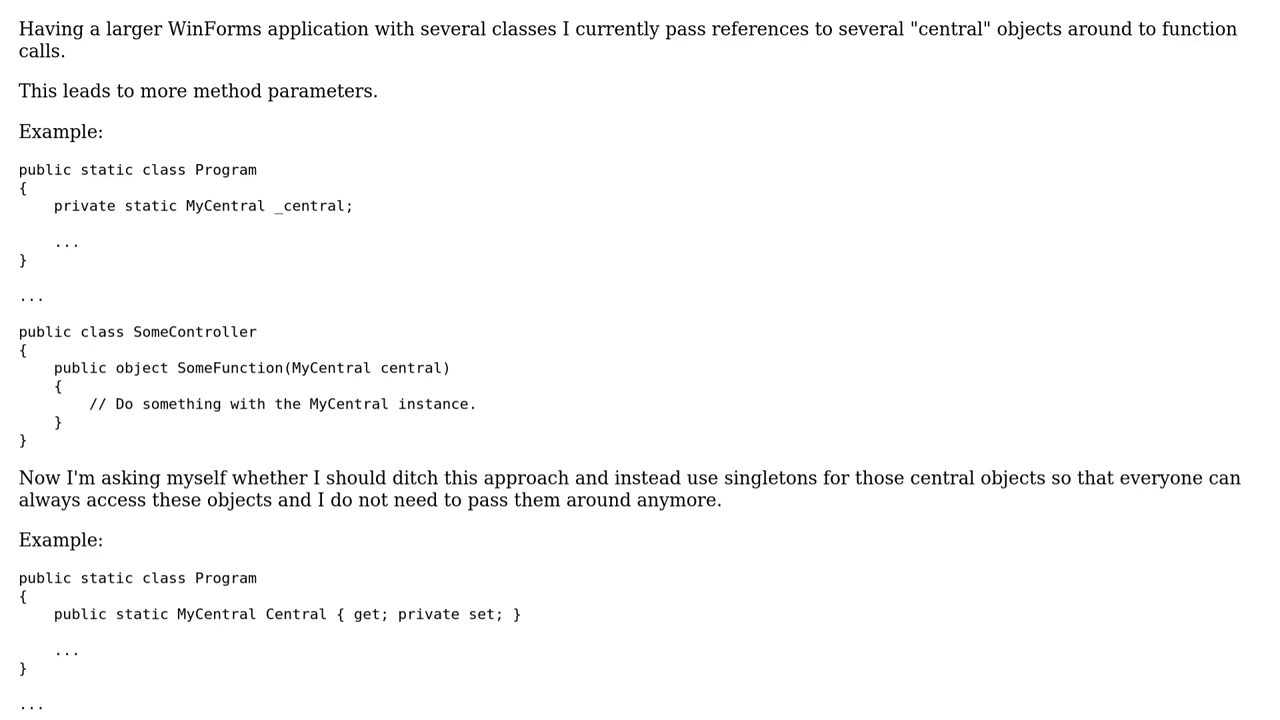 Having a larger WinForms application with several classes I currently pass references to several "central" objects around to function
calls.
This leads to more method parameters.
Example:
public static class Program
{
    private static MyCentral _central;
    ...
}
...
public class SomeController
{
    public object SomeFunction(MyCentral central)
    {
        // Do something with the MyCentral instance.
    }
}
Now I'm asking myself whether I should ditch this approach and instead use singletons for those central objects so that everyone can
always access these objects and I do not need to pass them around anymore.
Example:
public static class Program
{
    public static MyCentral Central { get; private set; }
    ...
}
...